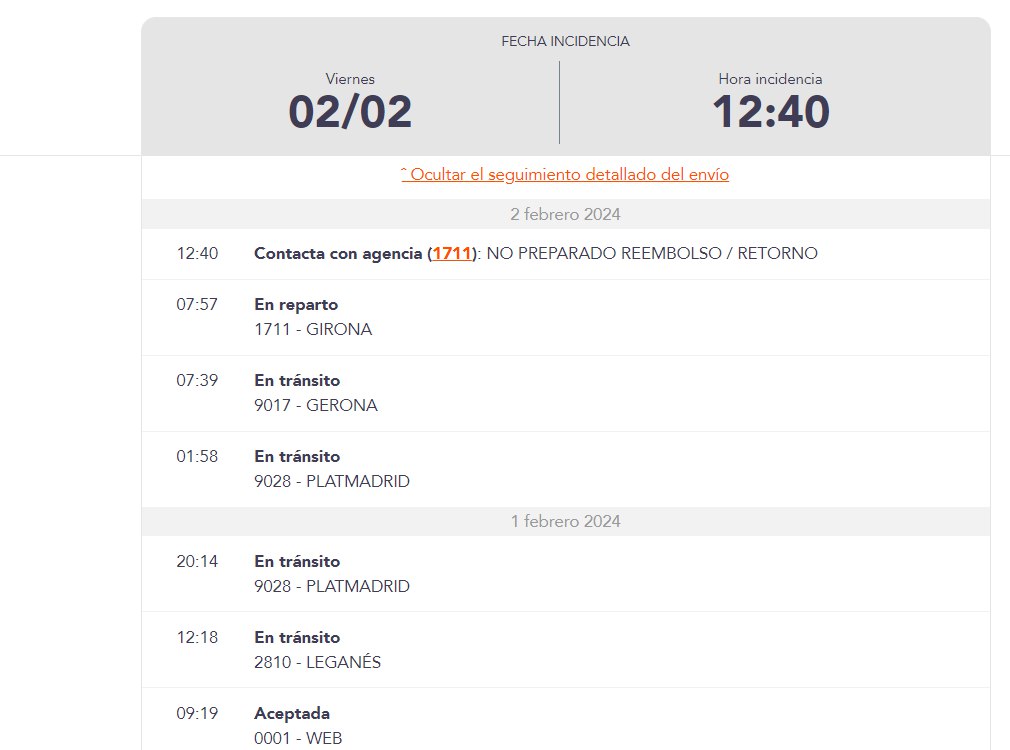 FECHA INCIDENCIA
Viernes
02/02
Hora incidencia
12:40
ˆ Ocultar el seguimiento detallado del envío
2 febrero 2024
12:40 Contacta con agencia (1711): NO PREPARADO REEMBOLSO / RETORNO
07:57 En reparto
1711 - GIRONA
07:39 En tránsito
9017 - GERONA
01:58 En tránsito
9028 - PLATMADRID
1 febrero 2024
20:14 En tránsito
9028 - PLATMADRID
12:18 En tránsito
2810 - LEGANÉS
09:19 Aceptada
0001 - WEB